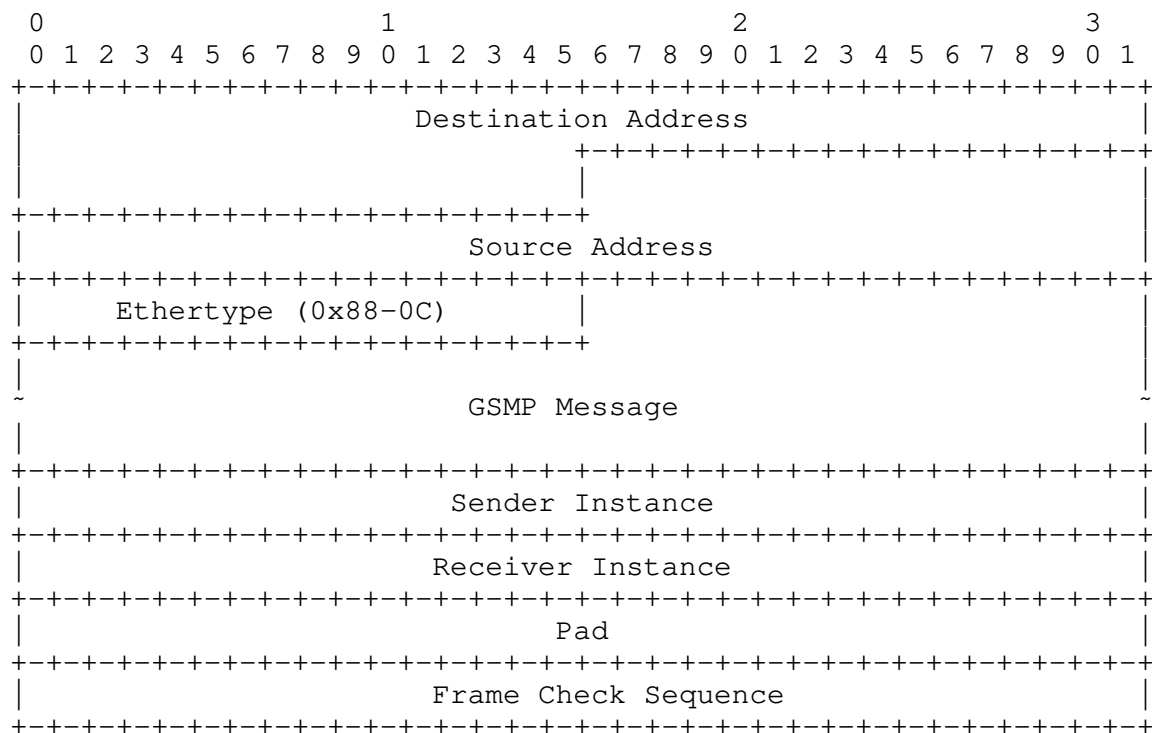 0                   1                   2                   3
 0 1 2 3 4 5 6 7 8 9 0 1 2 3 4 5 6 7 8 9 0 1 2 3 4 5 6 7 8 9 0 1
+-+-+-+-+-+-+-+-+-+-+-+-+-+-+-+-+-+-+-+-+-+-+-+-+-+-+-+-+-+-+-+-+
|                      Destination Address                      |
|                               +-+-+-+-+-+-+-+-+-+-+-+-+-+-+-+-+
|                               |                               |
+-+-+-+-+-+-+-+-+-+-+-+-+-+-+-+-+                               |
|                         Source Address                        |
+-+-+-+-+-+-+-+-+-+-+-+-+-+-+-+-+-+-+-+-+-+-+-+-+-+-+-+-+-+-+-+-+
|     Ethertype (0x88-0C)       |                               |
+-+-+-+-+-+-+-+-+-+-+-+-+-+-+-+-+                               |
|                                                               |
~                         GSMP Message                          ~
|                                                               |
+-+-+-+-+-+-+-+-+-+-+-+-+-+-+-+-+-+-+-+-+-+-+-+-+-+-+-+-+-+-+-+-+
|                        Sender Instance                        |
+-+-+-+-+-+-+-+-+-+-+-+-+-+-+-+-+-+-+-+-+-+-+-+-+-+-+-+-+-+-+-+-+
|                       Receiver Instance                       |
+-+-+-+-+-+-+-+-+-+-+-+-+-+-+-+-+-+-+-+-+-+-+-+-+-+-+-+-+-+-+-+-+
|                              Pad                              |
+-+-+-+-+-+-+-+-+-+-+-+-+-+-+-+-+-+-+-+-+-+-+-+-+-+-+-+-+-+-+-+-+
|                       Frame Check Sequence                    |
+-+-+-+-+-+-+-+-+-+-+-+-+-+-+-+-+-+-+-+-+-+-+-+-+-+-+-+-+-+-+-+-+